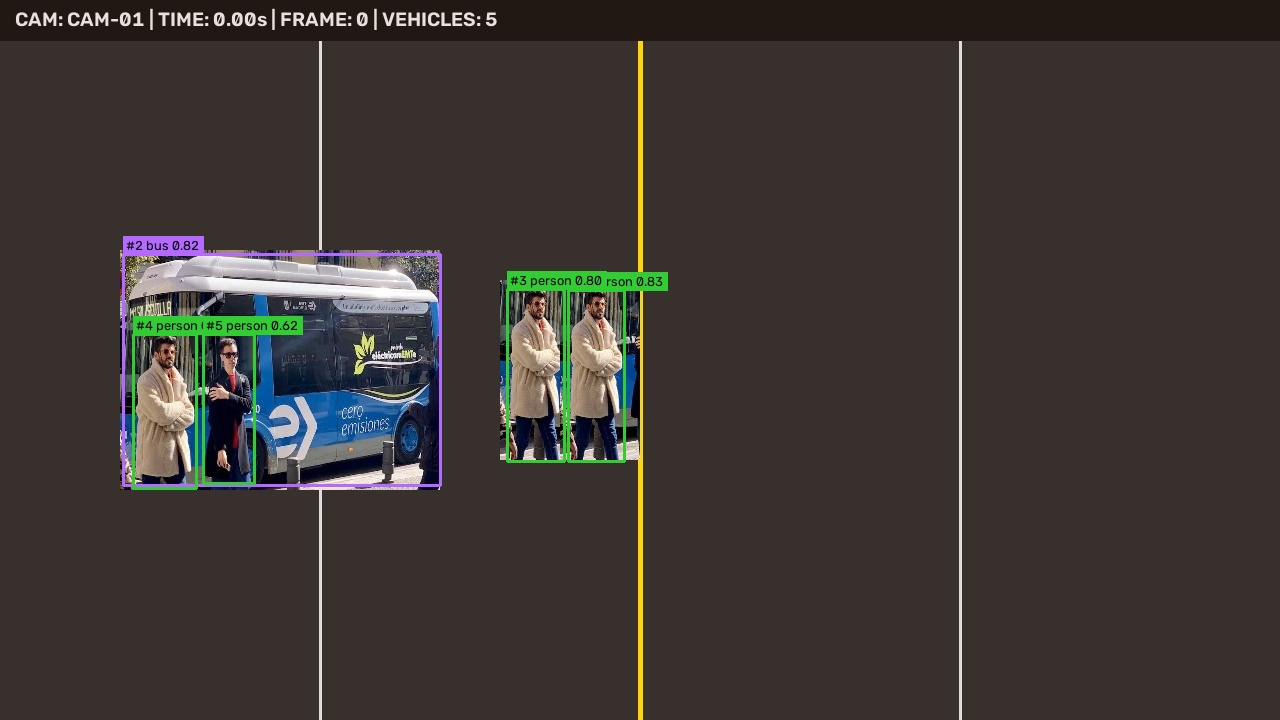 CAM: CAM-01 | TIME: 0.00s | FRAME: 0 | VEHICLES: 5
#2 bus 0.82
#3 person 0.80
rson 0.83
#4 person
#5 person 0.62
cero
emisiones